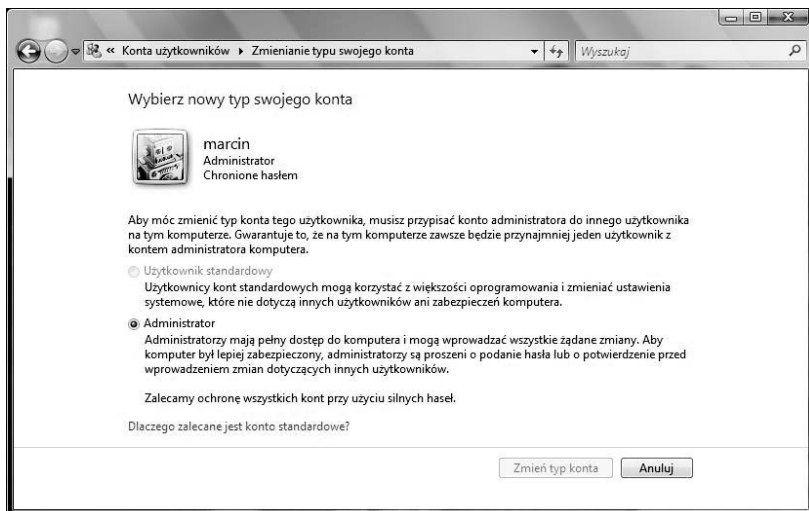 « Konta użytkowników ▸ Zmienianie typu swojego konta
Wyszukaj
Wybierz nowy typ swojego konta
marcin
Administrator
Chronione hasłem
Aby móc zmienić typ konta tego użytkownika, musisz przypisać konto administratora do innego użytkownika
na tym komputerze. Gwarantuje to, że na tym komputerze zawsze będzie przynajmniej jeden użytkownik z
kontem administratora komputera.
Użytkownik standardowy
Użytkownicy kont standardowych mogą korzystać z większości oprogramowania i zmieniać ustawienia
systemowe, które nie dotyczą innych użytkowników ani zabezpieczeń komputera.
Administrator
Administratorzy mają pełny dostęp do komputera i mogą wprowadzać wszystkie żądane zmiany. Aby
komputer był lepiej zabezpieczony, administratorzy są proszeni o podanie hasła lub o potwierdzenie przed
wprowadzeniem zmian dotyczących innych użytkowników.
Zalecamy ochronę wszystkich kont przy użyciu silnych haseł.
Dlaczego zalecane jest konto standardowe?
Zmień typ konta
Anuluj